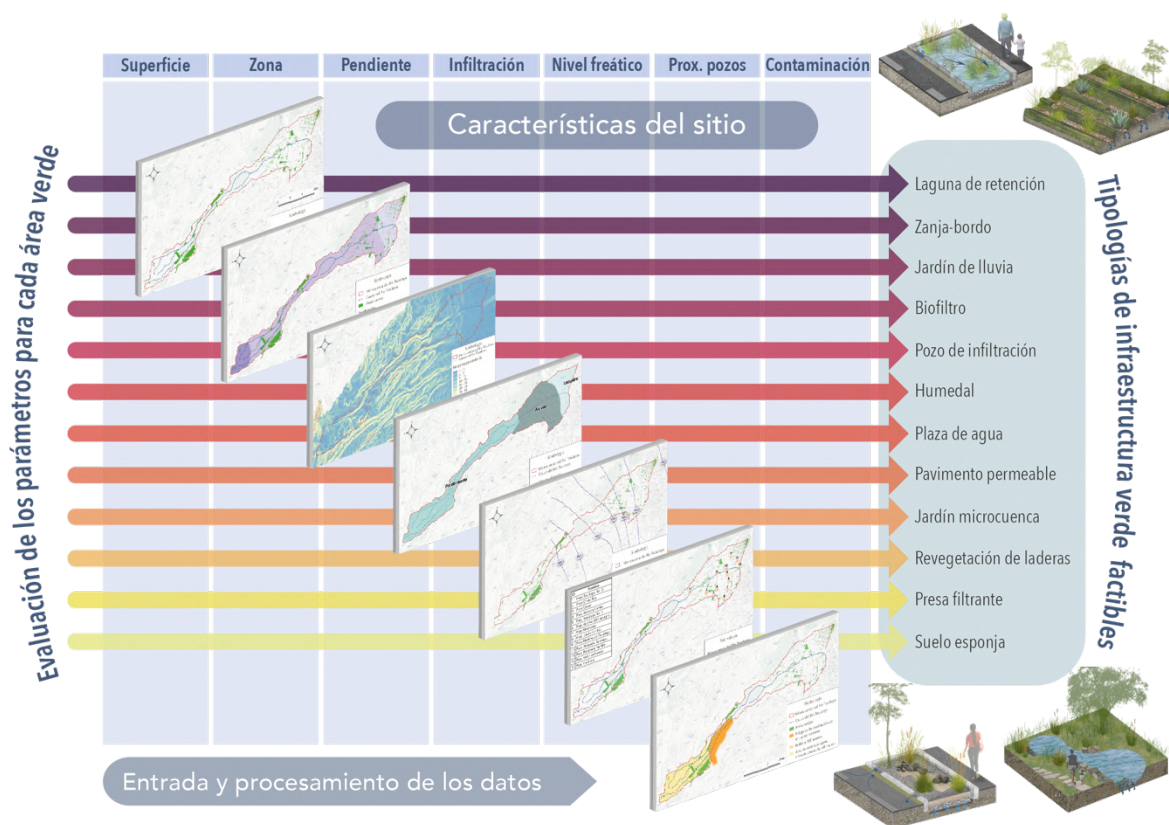 Superficie
Zona
Pendiente
Infiltración
Nivel freático
Prox. pozos
Contaminación
Características del sitio
Evaluación de los parámetros para cada área verde
Laguna de retención
Zanja-bordo
Jardín de lluvia
Biofiltro
Pozo de infiltración
Humedal
Plaza de agua
Pavimento permeable
Jardín microcuenca
Revegetación de laderas
Presa filtrante
Suelo esponja
Tipologías de infraestructura verde factibles
Entrada y procesamiento de los datos